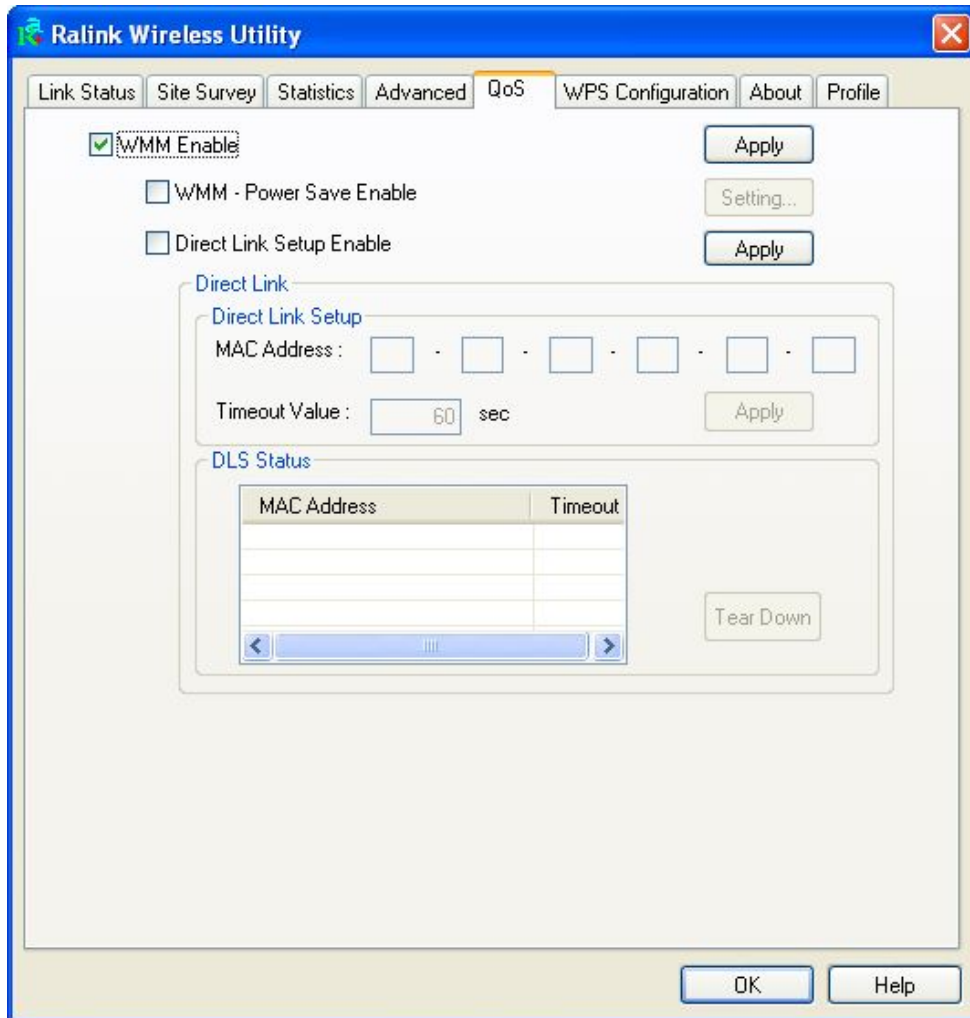 Ralink Wireless Utility
Link Status Site Survey Statistics Advanced QoS WPS Configuration About Profile
WMM Enable Apply
WMM - Power Save Enable Setting...
Direct Link Setup Enable Apply
Direct Link
Direct Link Setup
MAC Address : - - - - -
Timeout Value : 60 sec Apply
DLS Status
MAC Address Timeout
Tear Down
OK Help